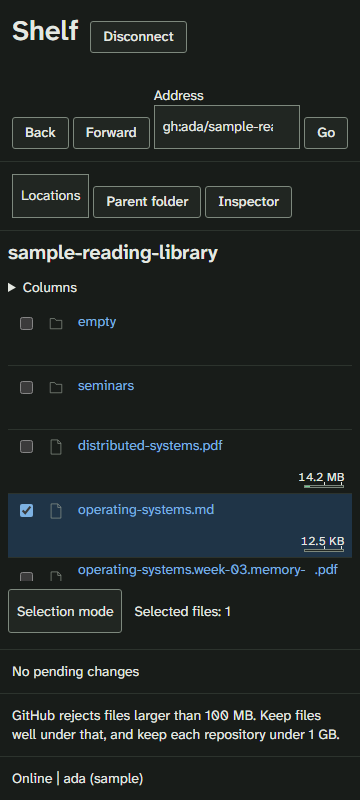 Shelf
Disconnect
Address
Back
Forward
gh:ada/sample-rea
Go
Locations
Parent folder
Inspector
sample-reading-library
Columns
empty
seminars
distributed-systems.pdf
14.2 MB
operating-systems.md
12.5 KB
operating-systems.week-03.memory- .pdf
Selection mode
Selected files: 1
No pending changes
GitHub rejects files larger than 100 MB. Keep files
well under that, and keep each repository under 1 GB.
Online | ada (sample)